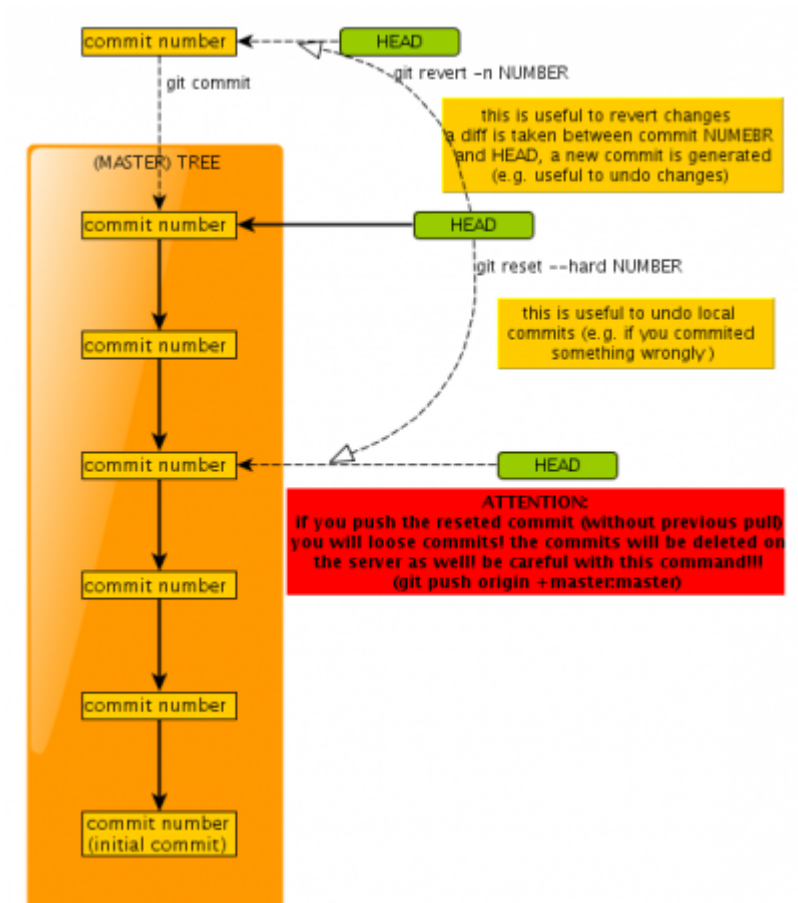 commit number
HEAD
git revert -n NUMBER
git commit
this is useful to revert changes
a diff is taken between commit NUMEBR
and HEAD, a new commit is generated
(e.g. useful to undo changes)
(MASTER) TREE
commit number
HEAD
git reset --hard NUMBER
this is useful to undo local
commits (e.g. if you commited
something wrongly)
commit number
commit number
HEAD
ATTENTION:
if you push the reseted commit (without previous pull)
you will loose commits! the commits will be deleted on
the server as well! be careful with this command!!!
(git push origin +master:master)
commit number
commit number
commit number
(initial commit)